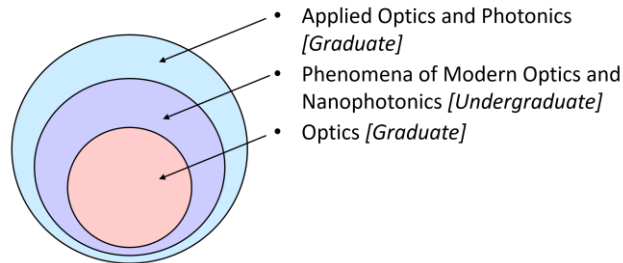 • Applied Optics and Photonics
[Graduate]
• Phenomena of Modern Optics and
Nanophotonics [Undergraduate]
• Optics [Graduate]